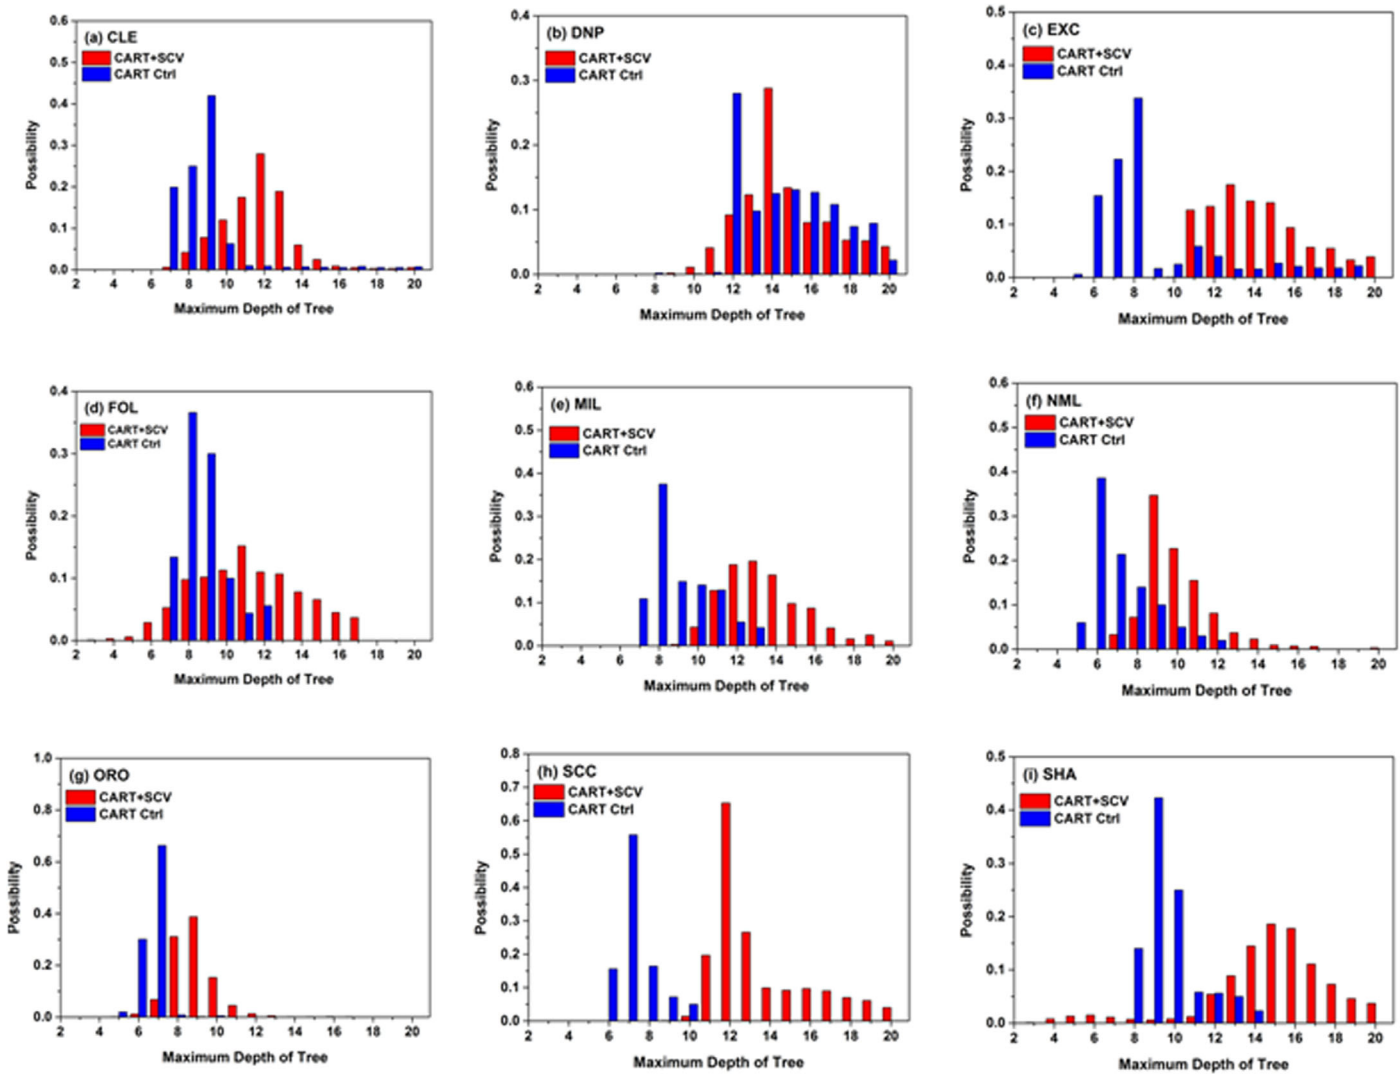 (a) CLE
CART+SCV
CART Ctrl
Possibility
0.6
0.5
0.4
0.3
0.2
0.1
0.0
2 4 6 8 10 12 14 16 18 20
Maximum Depth of Tree
(b) DNP
CART+SCV
CART Ctrl
Possibility
0.4
0.3
0.2
0.1
0.0
2 4 6 8 10 12 14 16 18 20
Maximum Depth of Tree
(c) EXC
CART+SCV
CART Ctrl
Possibility
0.5
0.4
0.3
0.2
0.1
0.0
2 4 6 8 10 12 14 16 18 20
Maximum Depth of Tree
(d) FOL
CART+SCV
CART Ctrl
Possibility
0.4
0.3
0.2
0.1
0.0
2 4 6 8 10 12 14 16 18 20
Maximum Depth of Tree
(e) MIL
CART+SCV
CART Ctrl
Possibility
0.6
0.5
0.4
0.3
0.2
0.1
0.0
2 4 6 8 10 12 14 16 18 20
Maximum Depth of Tree
(f) NML
CART+SCV
CART Ctrl
Possibility
0.6
0.5
0.4
0.3
0.2
0.1
0.0
2 4 6 8 10 12 14 16 18 20
Maximum Depth of Tree
(g) ORO
CART+SCV
CART Ctrl
Possibility
1.0
0.8
0.6
0.4
0.2
0.0
2 4 6 8 10 12 14 16 18 20
Maximum Depth of Tree
(h) SCC
CART+SCV
CART Ctrl
Possibility
0.8
0.7
0.6
0.5
0.4
0.3
0.2
0.1
0.0
2 4 6 8 10 12 14 16 18 20
Maximum Depth of Tree
(i) SHA
CART+SCV
CART Ctrl
Possibility
0.5
0.4
0.3
0.2
0.1
0.0
2 4 6 8 10 12 14 16 18 20
Maximum Depth of Tree